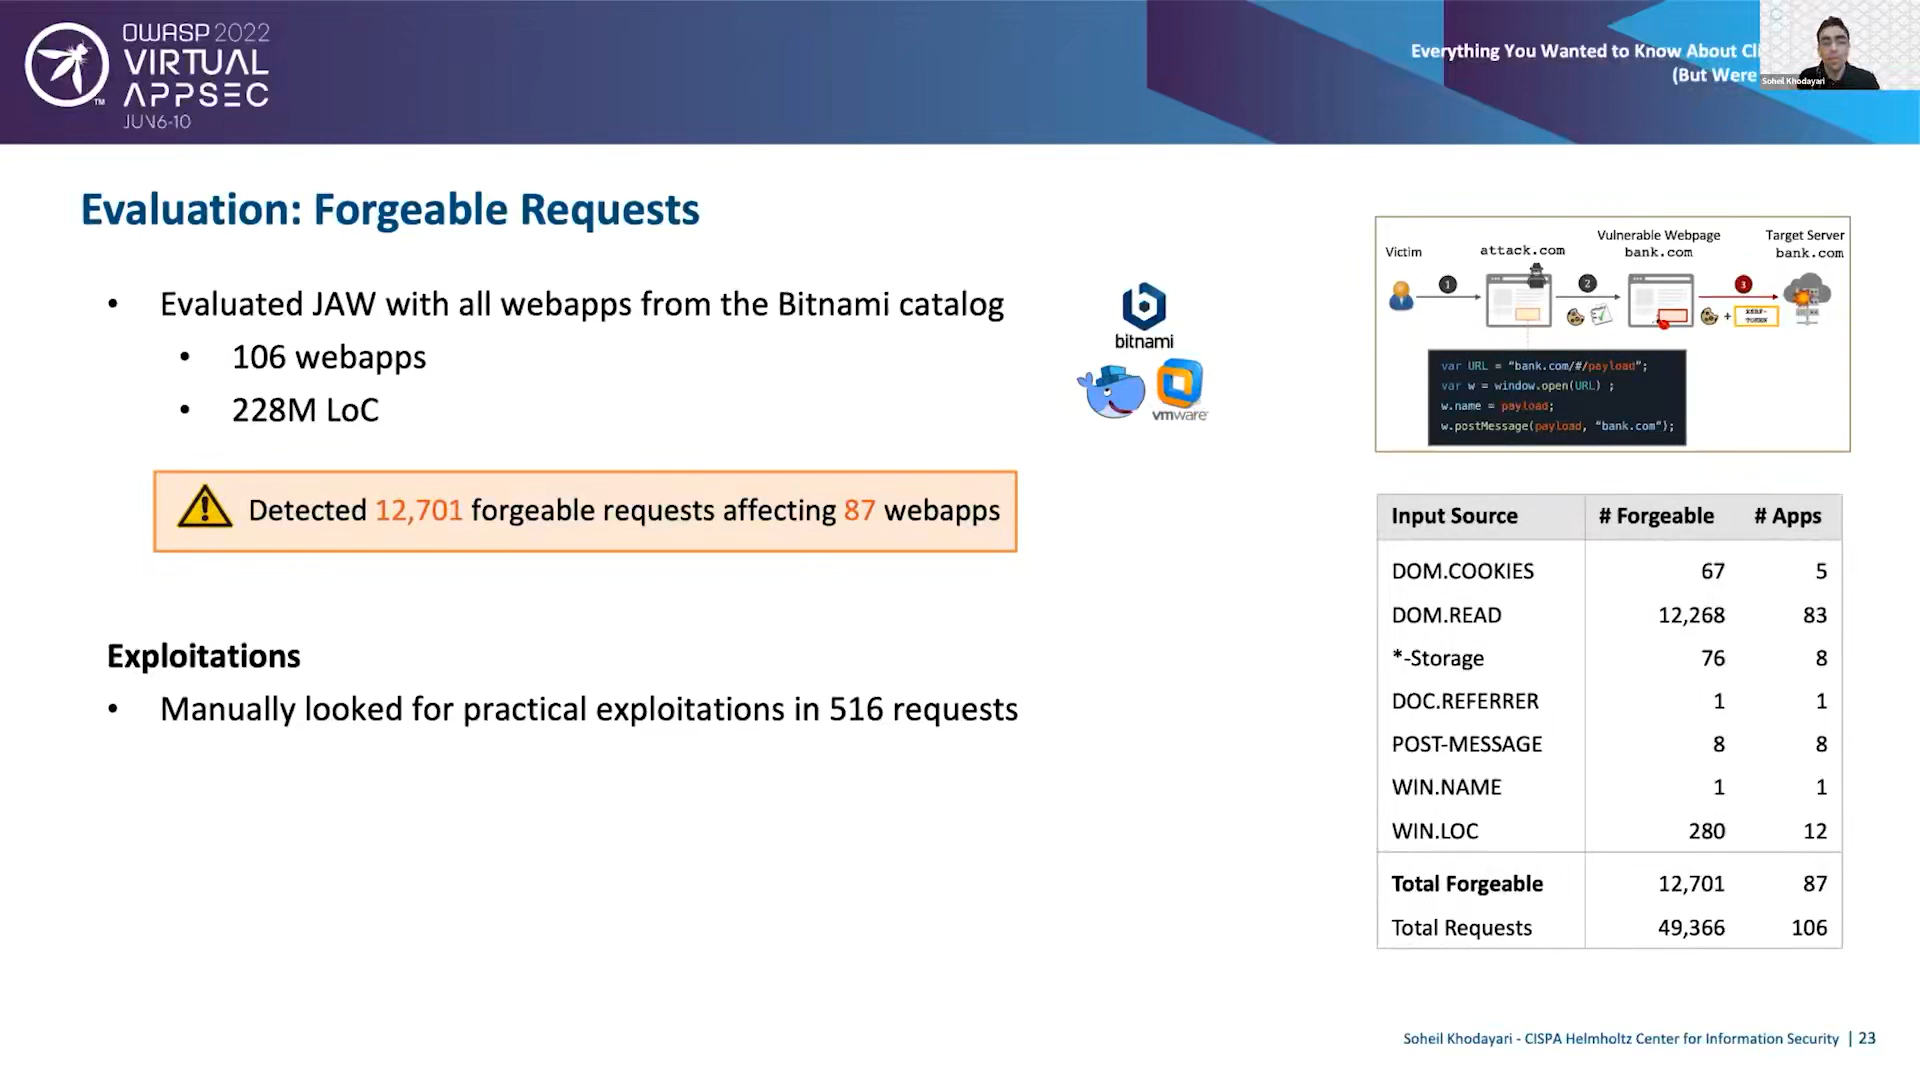 OWASP 2022
VIRTUAL
APPSEC
JUN 6-10
TM
Everything You Wanted to Know About
(But Were
Soheil Khodayari
Evaluation: Forgeable Requests
• Evaluated JAW with all webapps from the Bitnami catalog
• 106 webapps
• 228M LoC
bitnami
vmware
Detected 12,701 forgeable requests affecting 87 webapps
Exploitations
• Manually looked for practical exploitations in 516 requests
Victim
attack.com
Vulnerable Webpage
bank.com
Target Server
bank.com
1
2
3
+
var URL = "bank.com/#/payload";
var w = window.open(URL) ;
w.name = payload;
w.postMessage(payload, "bank.com");
Input Source # Forgeable # Apps
DOM.COOKIES 67 5
DOM.READ 12,268 83
*-Storage 76 8
DOC.REFERRER 1 1
POST-MESSAGE 8 8
WIN.NAME 1 1
WIN.LOC 280 12
Total Forgeable 12,701 87
Total Requests 49,366 106
Soheil Khodayari - CISPA Helmholtz Center for Information Security | 23